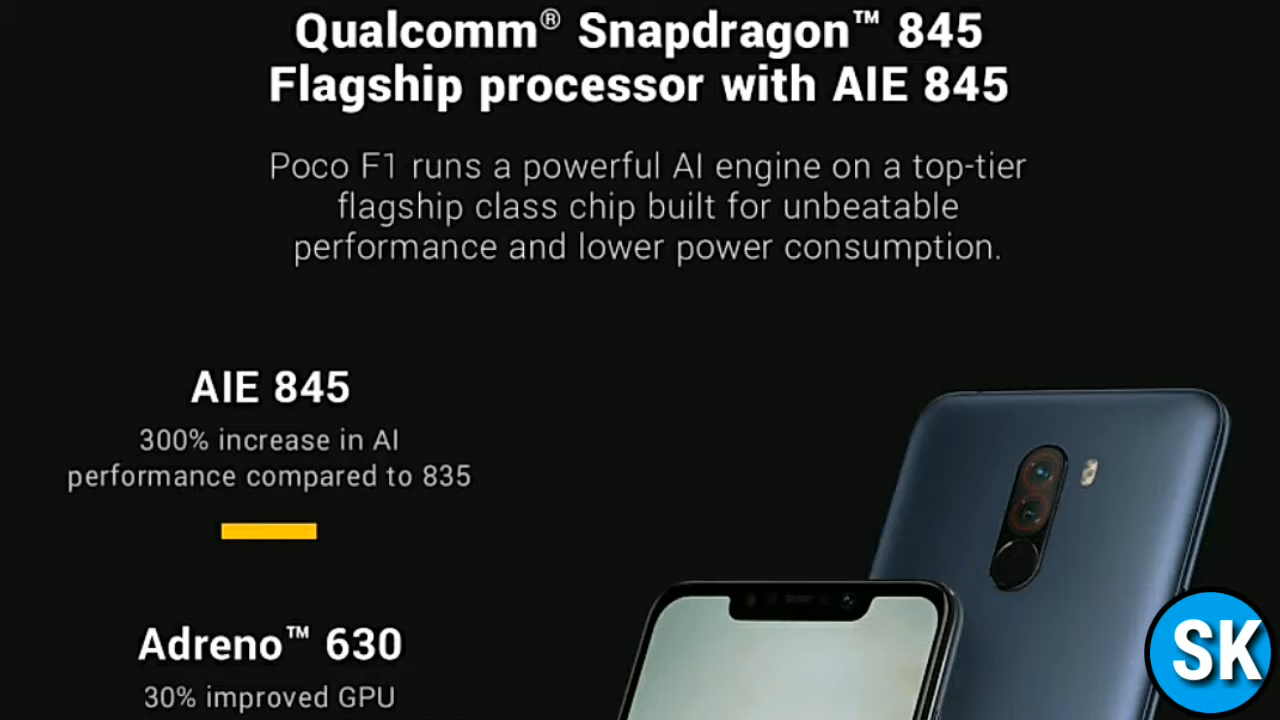 Qualcomm® Snapdragon™ 845
Flagship processor with AIE 845
Poco F1 runs a powerful AI engine on a top-tier
flagship class chip built for unbeatable
performance and lower power consumption.
AIE 845
300% increase in AI
performance compared to 835
Adreno™ 630
30% improved GPU
SK